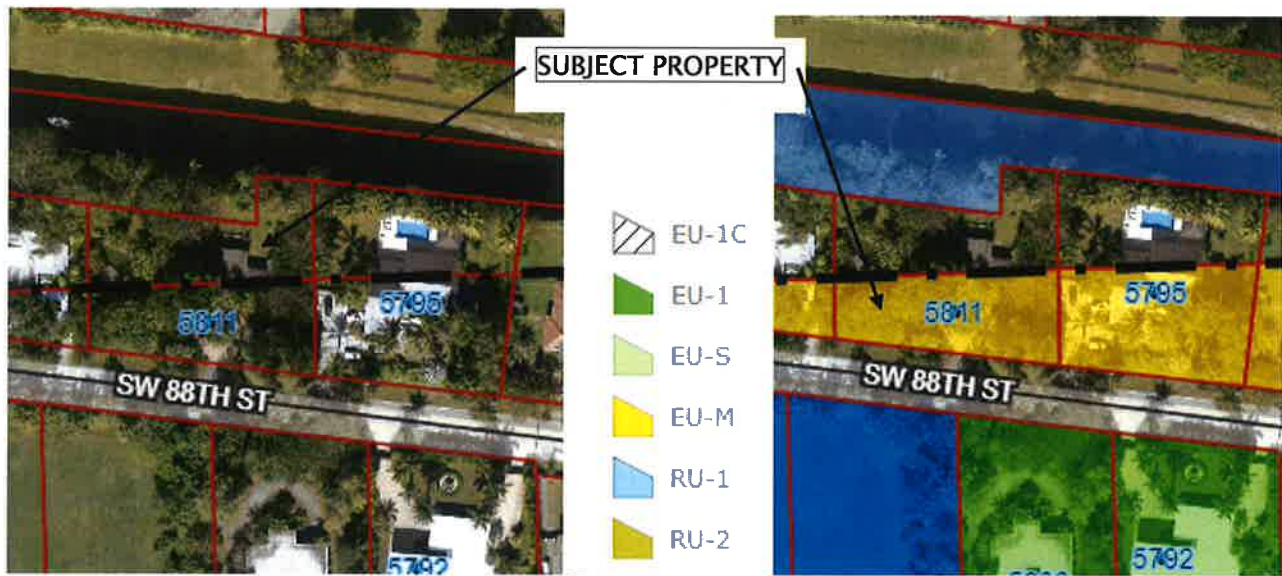 SUBJECT PROPERTY
5811
5795
SW 88TH ST
5792
EU-1C
EU-1
EU-S
EU-M
RU-1
RU-2
5811
5795
SW 88TH ST
5792